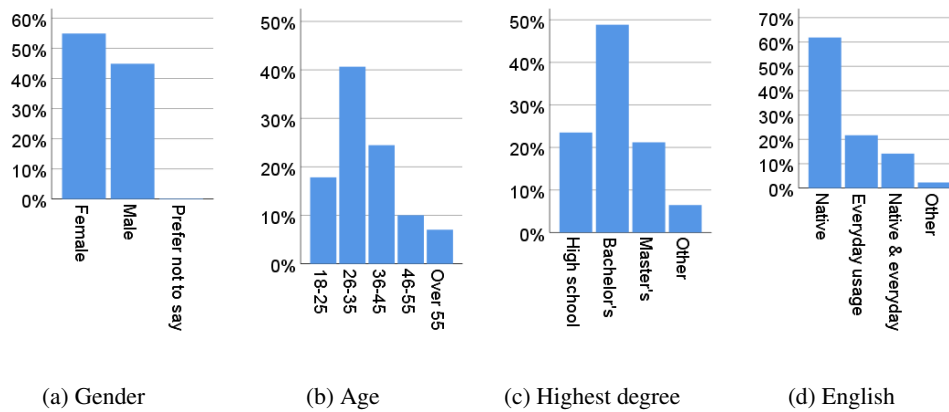 60%
50%
40%
30%
20%
10%
0%
Female
Male
Prefer not to say
(a) Gender
50%
40%
30%
20%
10%
0%
18-25
26-35
36-45
46-55
Over 55
(b) Age
50%
40%
30%
20%
10%
0%
High school
Bachelor's
Master's
Other
(c) Highest degree
70%
60%
50%
40%
30%
20%
10%
0%
Native
Everyday usage
Native & everyday
Other
(d) English